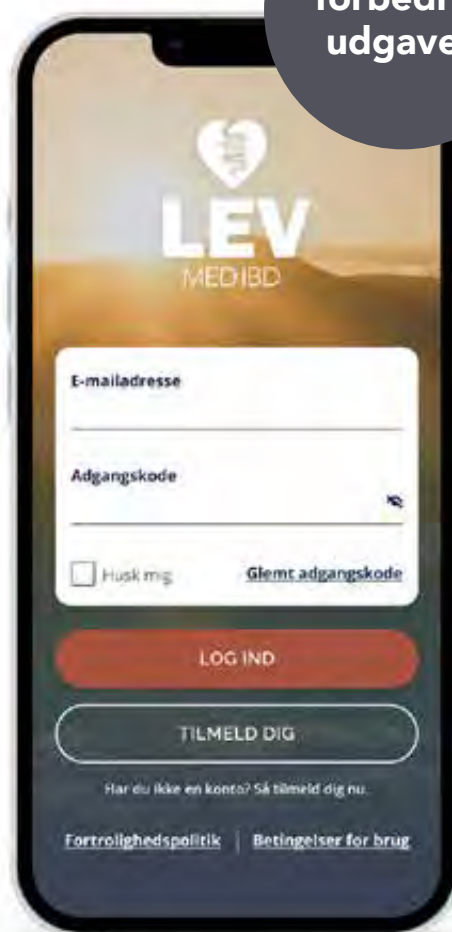 udgave
LEV
MED IBD
E-mailadresse
Adgangskode
Husk mig
Glemt adgangskode
LOG IND
TILMELD DIG
Har du ikke en konto? Så tilmeld dig nu.
Fortrolighedspolitik | Betingelser for brug